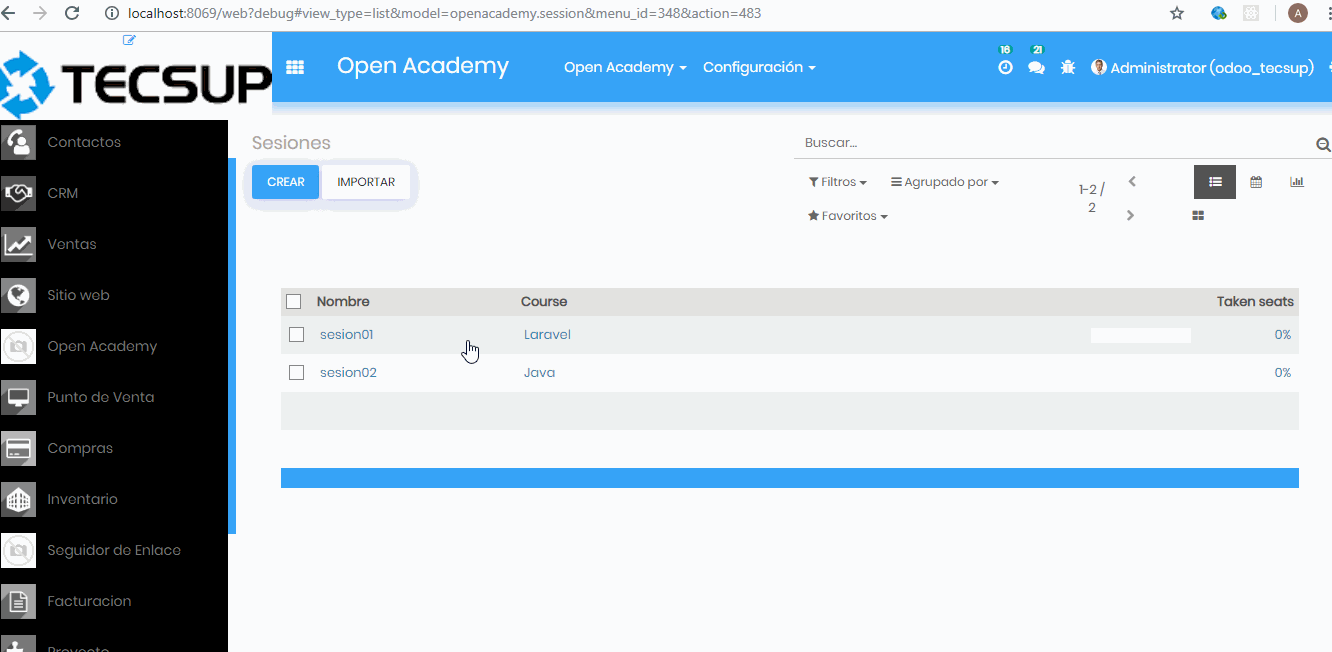 localhost:8069/web?debug#view_type=list&model=openacademy.session&menu_id=348&action=483
A
TECSUP
Open Academy
Open Academy
Configuración
16
21
Administrator (odoo_tecsup)
Contactos
CRM
Ventas
Sitio web
Open Academy
Punto de Venta
Compras
Inventario
Seguidor de Enlace
Facturacion
Proyecto
Sesiones
Buscar...
CREAR
IMPORTAR
Filtros
Agrupado por
Favoritos
1-2 /
2
Nombre Course Taken seats
sesion01 Laravel 0%
sesion02 Java 0%